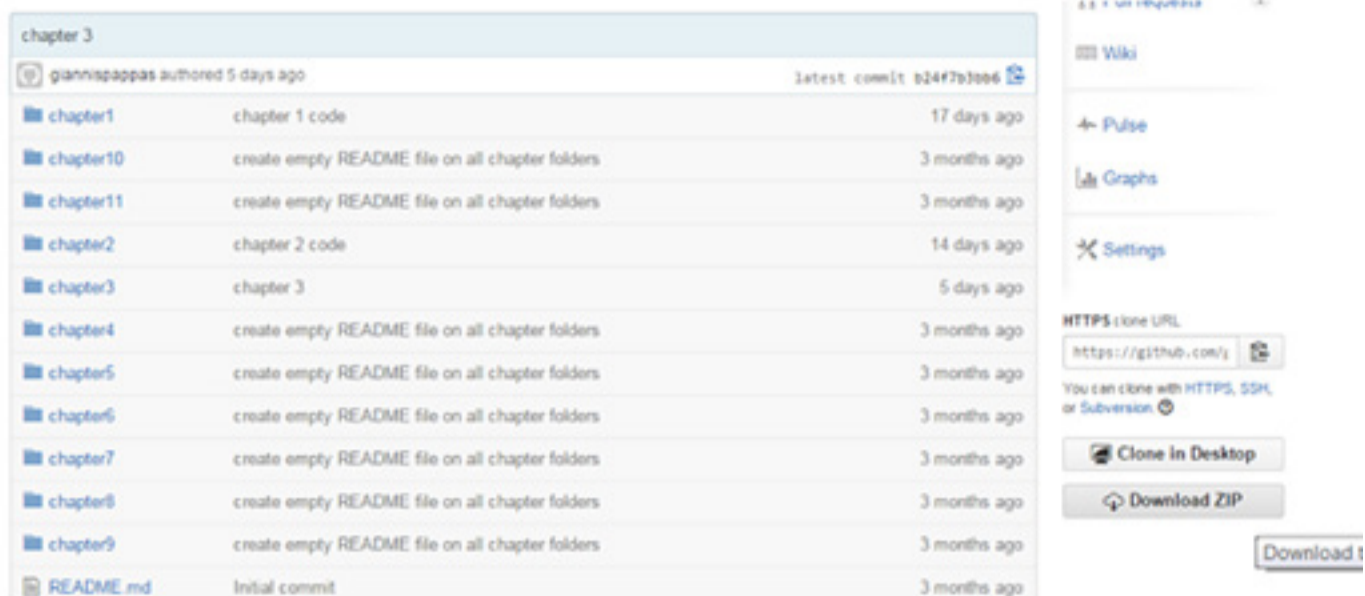 chapter 3
giannispappas authored 5 days ago
latest commit b24f7b3bb6
chapter1 chapter 1 code 17 days ago
chapter10 create empty README file on all chapter folders 3 months ago
chapter11 create empty README file on all chapter folders 3 months ago
chapter2 chapter 2 code 14 days ago
chapter3 chapter 3 5 days ago
chapter4 create empty README file on all chapter folders 3 months ago
chapter5 create empty README file on all chapter folders 3 months ago
chapter6 create empty README file on all chapter folders 3 months ago
chapter7 create empty README file on all chapter folders 3 months ago
chapter8 create empty README file on all chapter folders 3 months ago
chapter9 create empty README file on all chapter folders 3 months ago
README.md Initial commit 3 months ago
Pull requests
Wiki
Pulse
Graphs
Settings
HTTPS clone URL
https://github.com/
You can clone with HTTPS, SSH,
or Subversion.
Clone in Desktop
Download ZIP
Download t